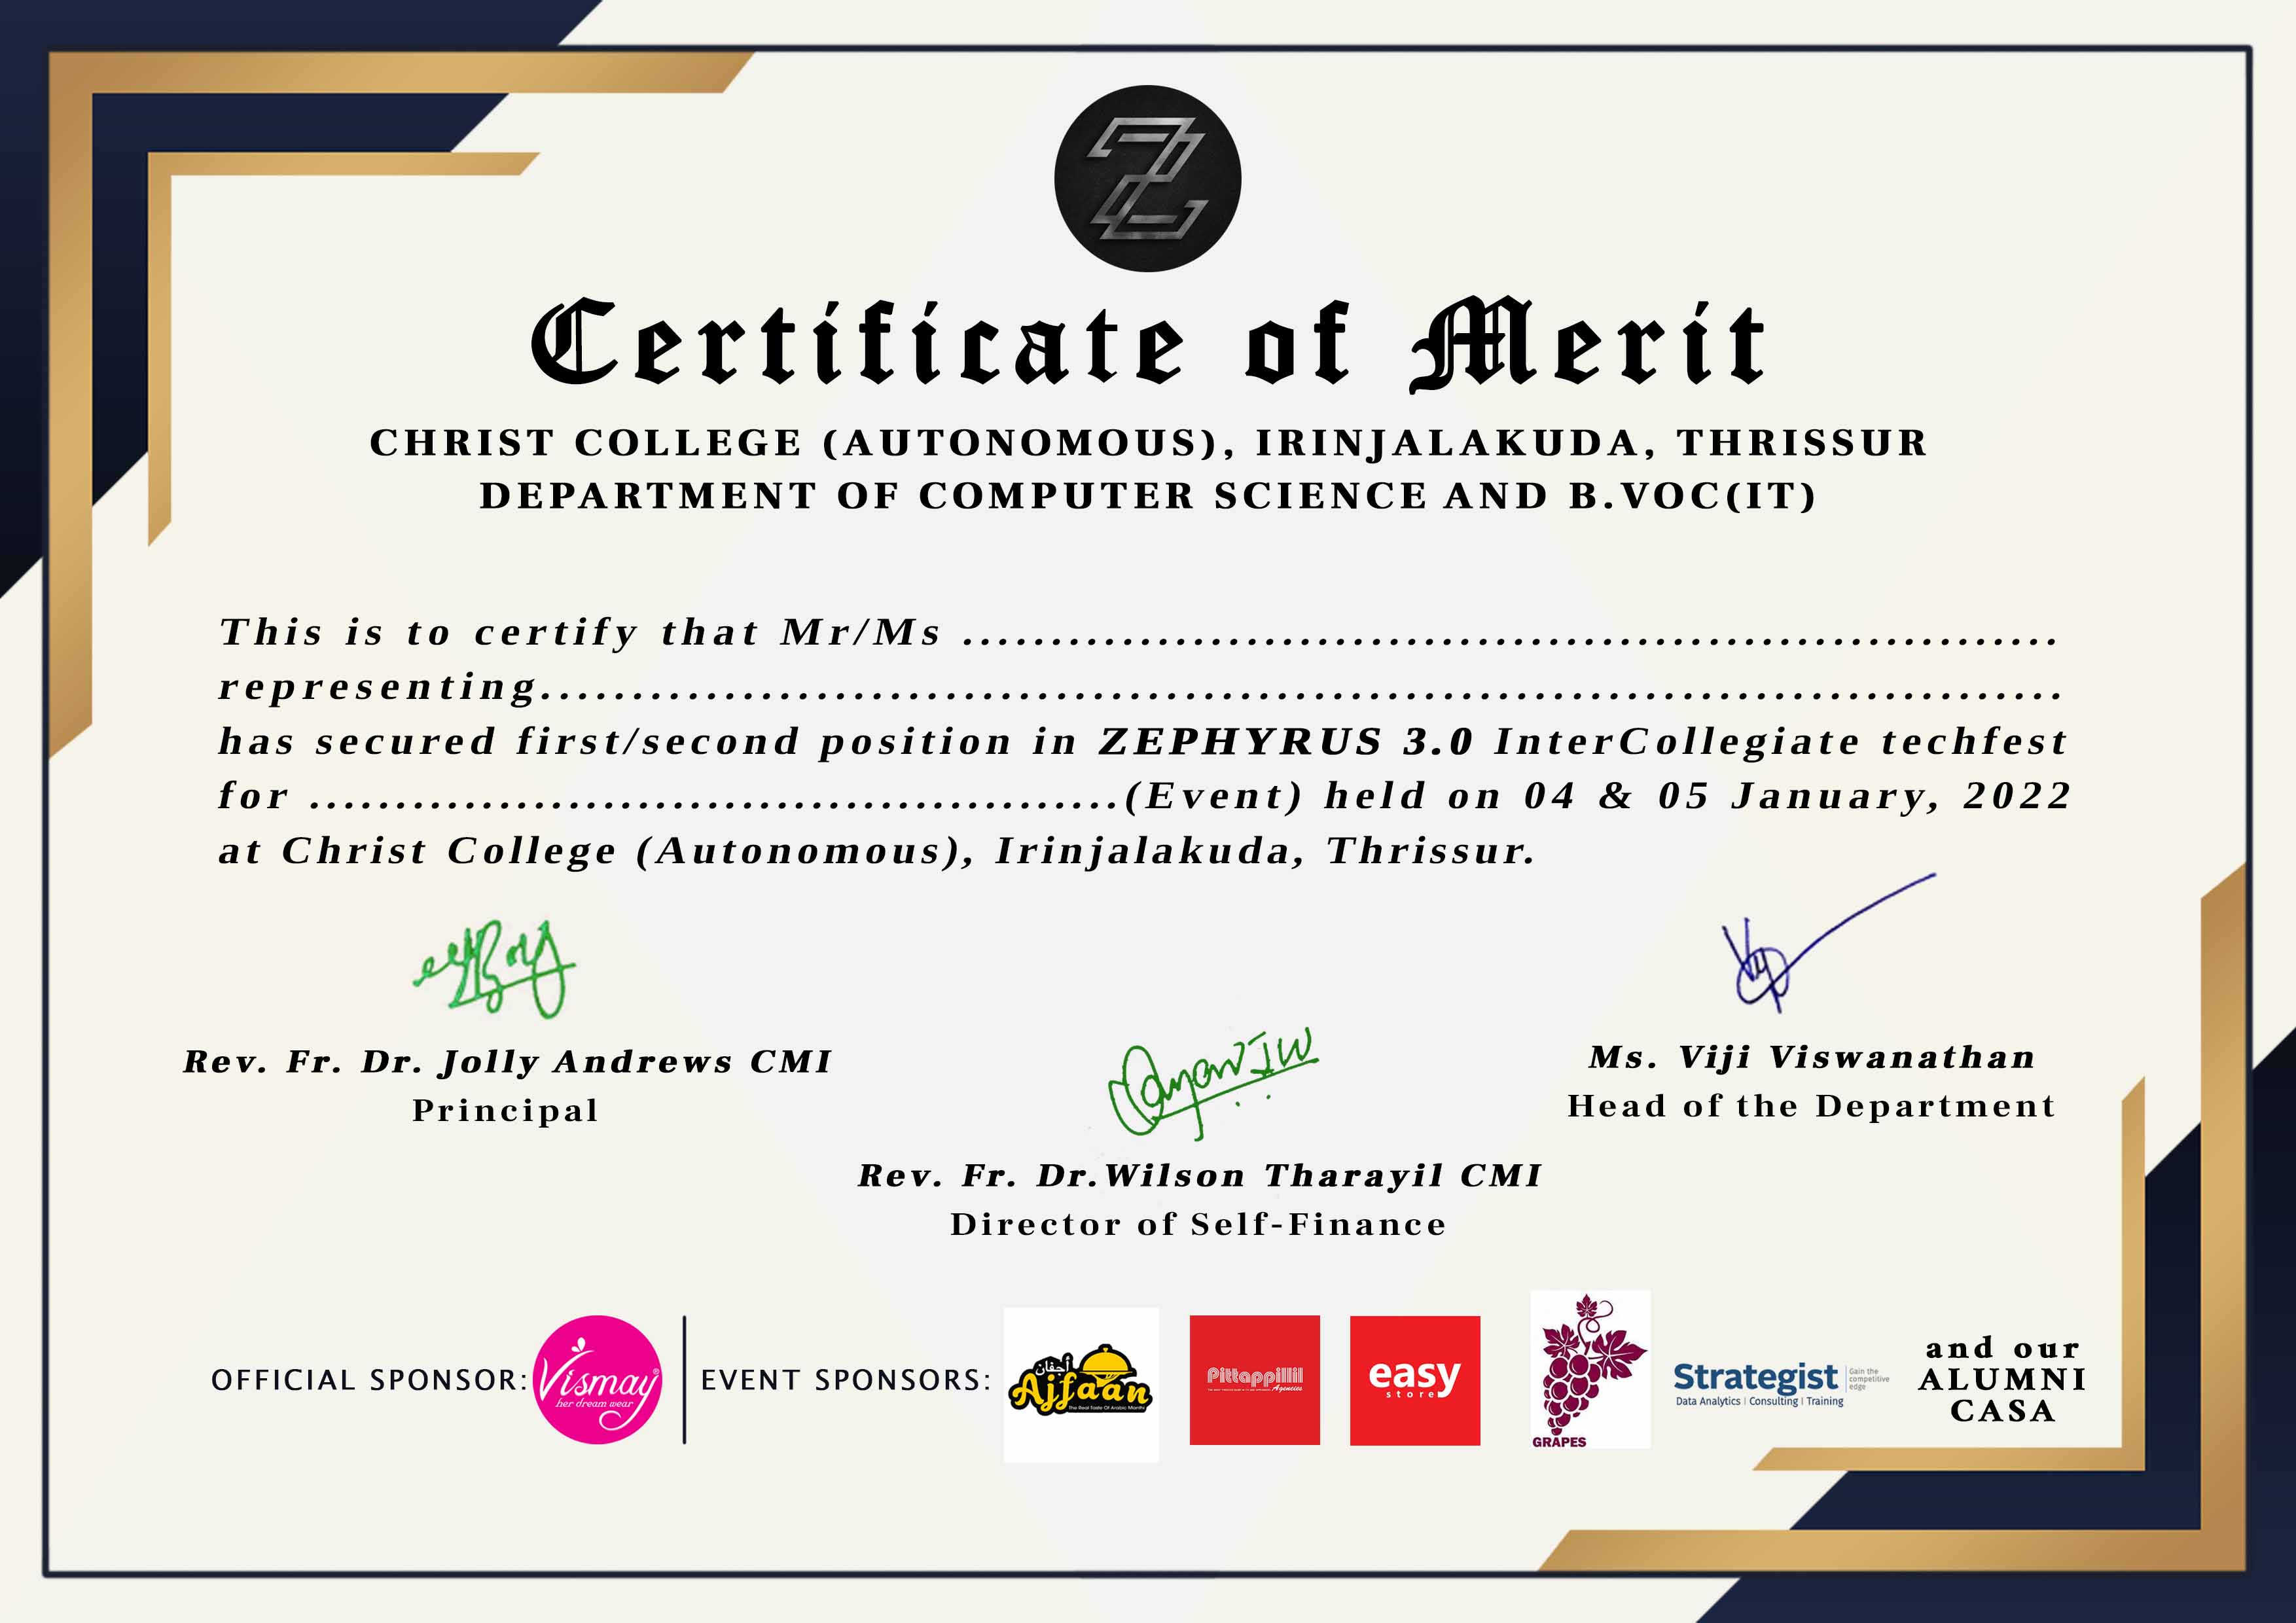 Certificate of Merit
CHRIST COLLEGE (AUTONOMOUS), IRINJALAKUDA, THRISSUR
DEPARTMENT OF COMPUTER SCIENCE AND B.VOC(IT)
This is to certify that Mr/Ms ..............................................................
representing......................................................................................
has secured first/second position in ZEPHYRUS 3.0 InterCollegiate techfest
for ..............................................(Event) held on 04 & 05 January, 2022
at Christ College (Autonomous), Irinjalakuda, Thrissur.
Rev. Fr. Dr. Jolly Andrews CMI
Principal
Ms. Viji Viswanathan
Head of the Department
Rev. Fr. Dr.Wilson Tharayil CMI
Director of Self-Finance
OFFICIAL SPONSOR:
Vismay®
her dream wear
EVENT SPONSORS:
أجفان
Ajfaan
The Real Taste Of Arabic Manthi
Pittappillil
Agencies
easy
store
GRAPES
Strategist
Gain the
competitive
edge
Data Analytics | Consulting | Training
and our
ALUMNI
CASA